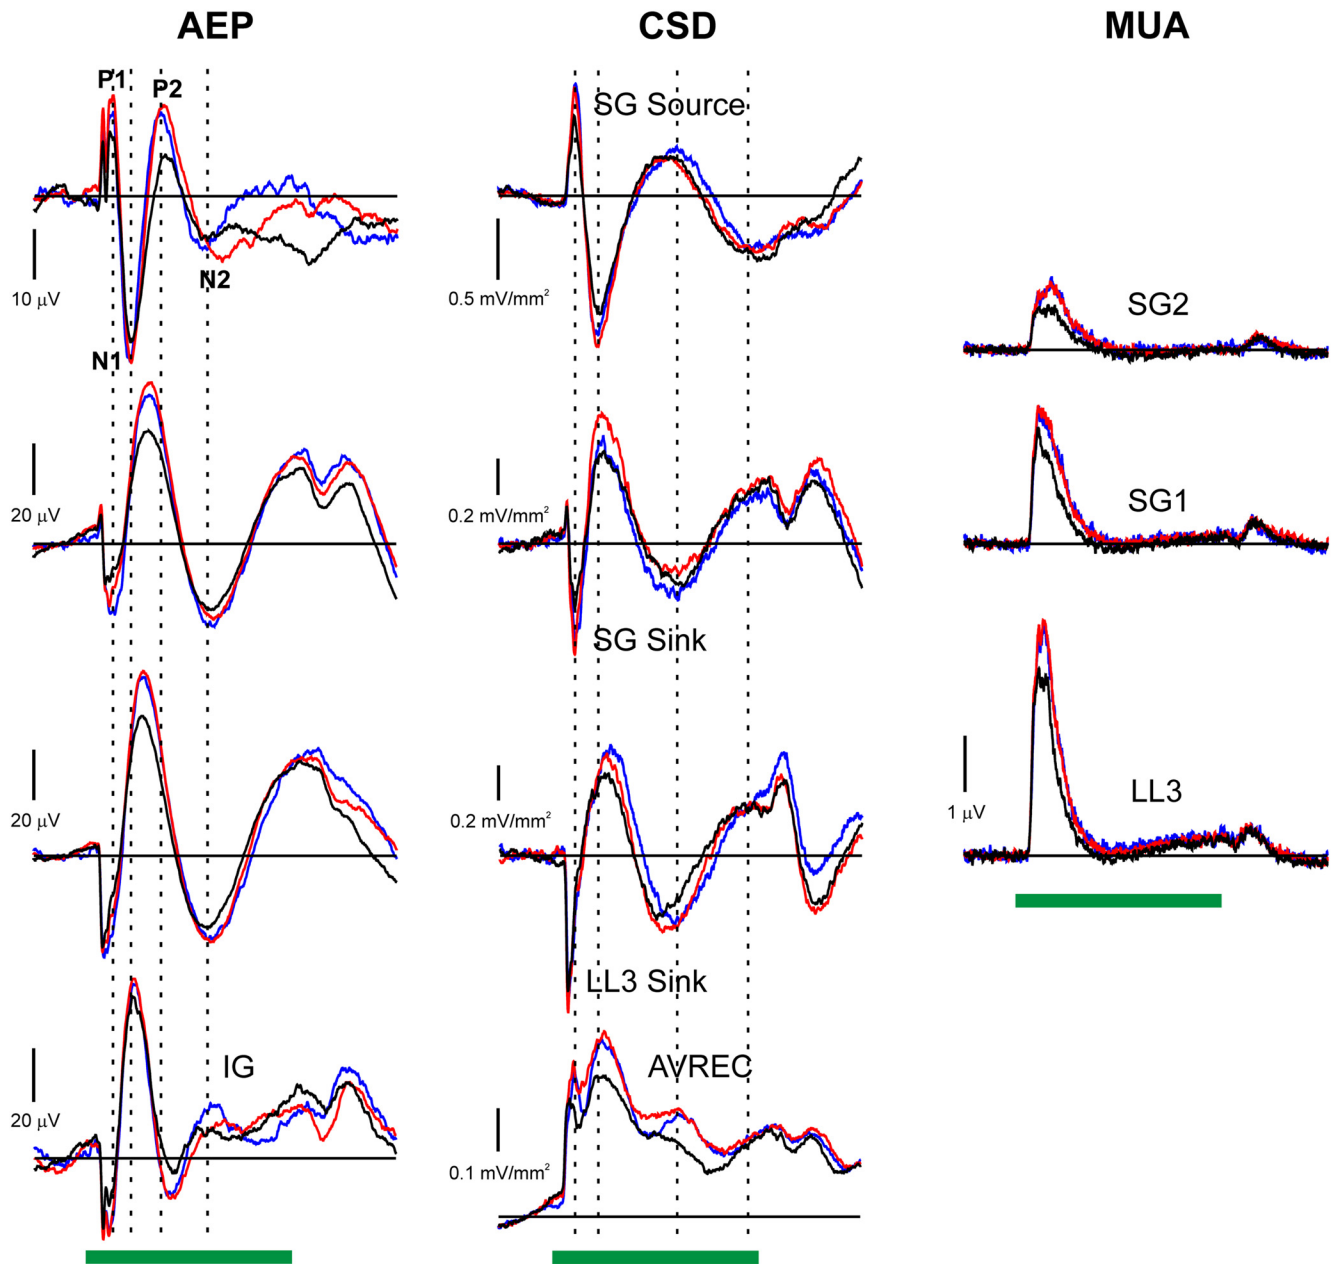 AEP
CSD
MUA
P1
P2
N2
N1
10 μV
20 μV
20 μV
IG
20 μV
SG Source
0.5 mV/mm²
0.2 mV/mm²
SG Sink
0.2 mV/mm²
LL3 Sink
AVREC
0.1 mV/mm²
SG2
SG1
LL3
1 μV